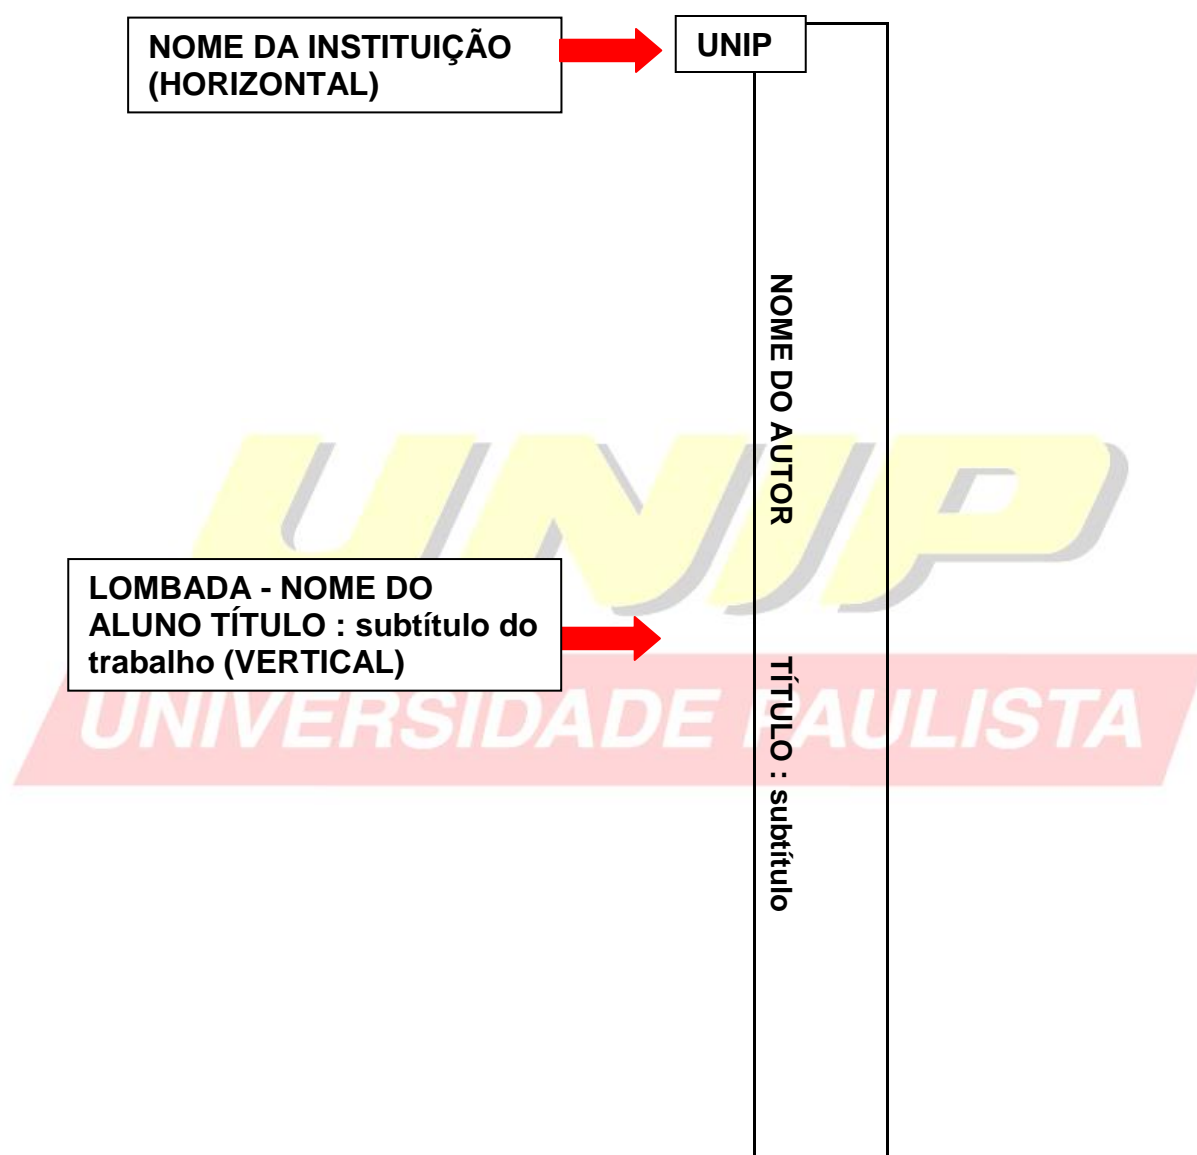 NOME DA INSTITUIÇÃO
(HORIZONTAL)
UNIP
NOME DO AUTOR
UNIP
LOMBADA - NOME DO
ALUNO TÍTULO : subtítulo do
trabalho (VERTICAL)
TÍTULO : subtítulo
UNIVERSIDADE PAULISTA